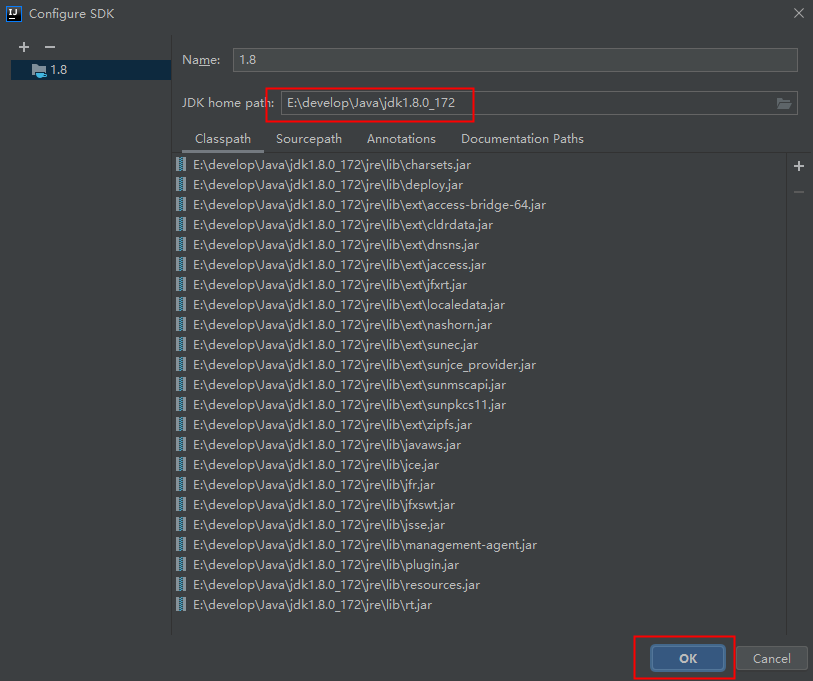 Configure SDK
1.8
Name: 1.8
JDK home path: E:\develop\Java\jdk1.8.0_172
Classpath Sourcepath Annotations Documentation Paths
E:\develop\Java\jdk1.8.0_172\jre\lib\charsets.jar
E:\develop\Java\jdk1.8.0_172\jre\lib\deploy.jar
E:\develop\Java\jdk1.8.0_172\jre\lib\ext\access-bridge-64.jar
E:\develop\Java\jdk1.8.0_172\jre\lib\ext\cldrdata.jar
E:\develop\Java\jdk1.8.0_172\jre\lib\ext\dnsns.jar
E:\develop\Java\jdk1.8.0_172\jre\lib\ext\jaccess.jar
E:\develop\Java\jdk1.8.0_172\jre\lib\ext\jfxrt.jar
E:\develop\Java\jdk1.8.0_172\jre\lib\ext\localedata.jar
E:\develop\Java\jdk1.8.0_172\jre\lib\ext\nashorn.jar
E:\develop\Java\jdk1.8.0_172\jre\lib\ext\sunec.jar
E:\develop\Java\jdk1.8.0_172\jre\lib\ext\sunjce_provider.jar
E:\develop\Java\jdk1.8.0_172\jre\lib\ext\sunmscapi.jar
E:\develop\Java\jdk1.8.0_172\jre\lib\ext\sunpkcs11.jar
E:\develop\Java\jdk1.8.0_172\jre\lib\ext\zipfs.jar
E:\develop\Java\jdk1.8.0_172\jre\lib\javaws.jar
E:\develop\Java\jdk1.8.0_172\jre\lib\jce.jar
E:\develop\Java\jdk1.8.0_172\jre\lib\jfr.jar
E:\develop\Java\jdk1.8.0_172\jre\lib\jfxswt.jar
E:\develop\Java\jdk1.8.0_172\jre\lib\jsse.jar
E:\develop\Java\jdk1.8.0_172\jre\lib\management-agent.jar
E:\develop\Java\jdk1.8.0_172\jre\lib\plugin.jar
E:\develop\Java\jdk1.8.0_172\jre\lib\resources.jar
E:\develop\Java\jdk1.8.0_172\jre\lib\rt.jar
OK Cancel